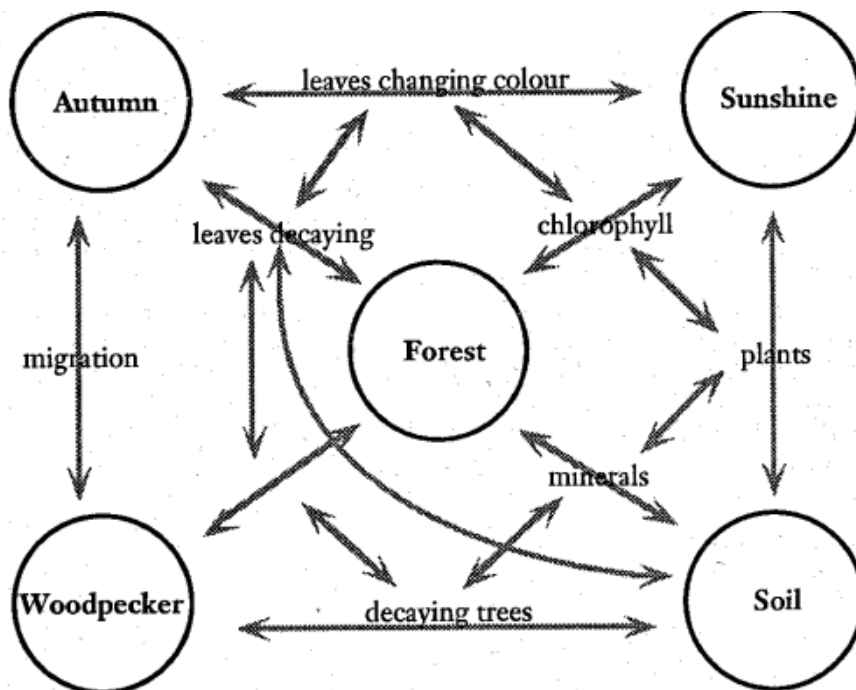 leaves changing colour
Autumn
Sunshine
leaves decaying
chlorophyll
Forest
migration
plants
minerals
Woodpecker
decaying trees
Soil